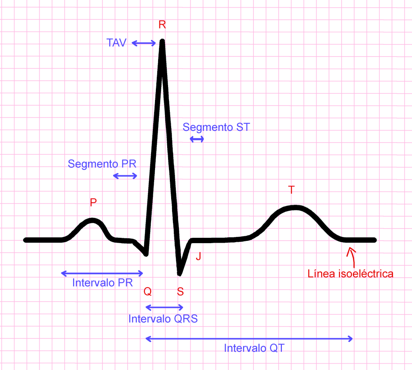 R
TAV
Segmento ST
Segmento PR
P
T
J
Línea isoeléctrica
Intervalo PR
Q
S
Intervalo QRS
Intervalo QT